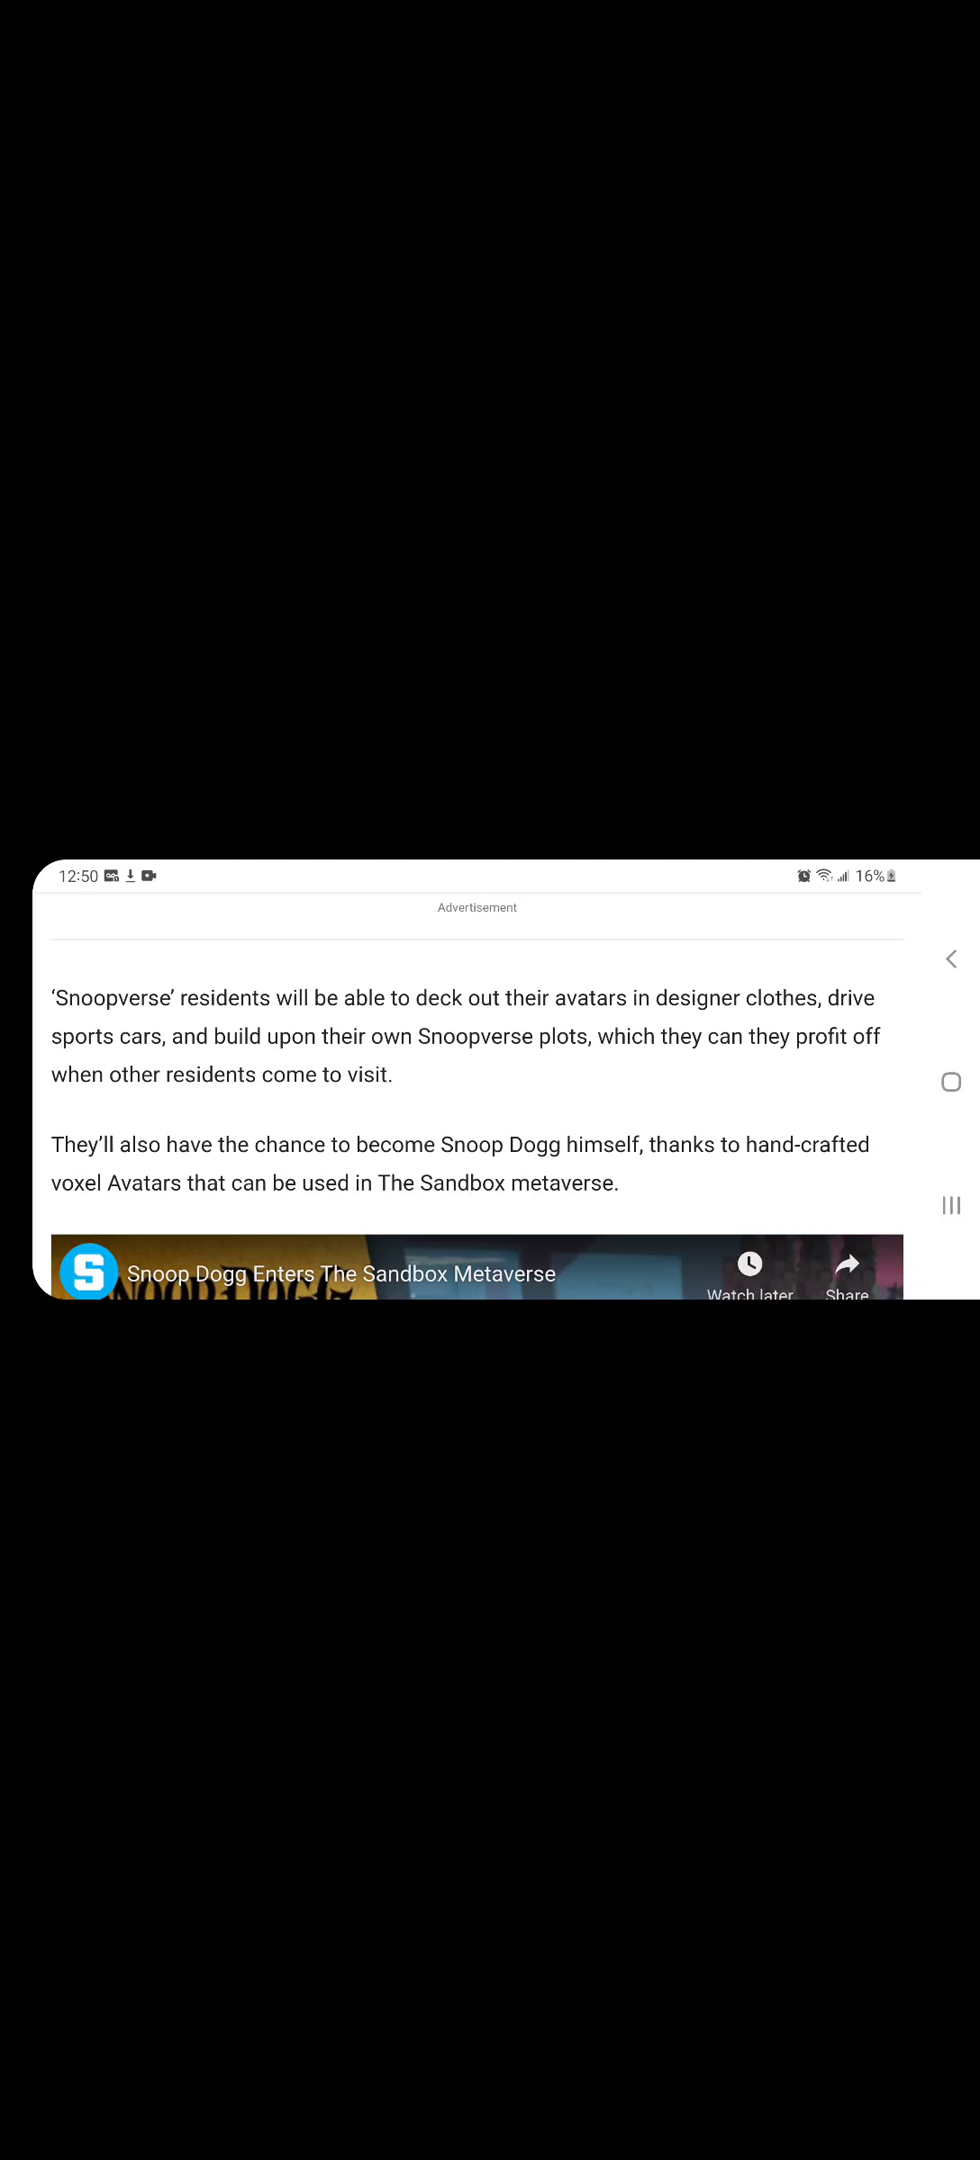 12:50 16%
Advertisement
‘Snoopverse’ residents will be able to deck out their avatars in designer clothes, drive
sports cars, and build upon their own Snoopverse plots, which they can they profit off
when other residents come to visit.
They’ll also have the chance to become Snoop Dogg himself, thanks to hand-crafted
voxel Avatars that can be used in The Sandbox metaverse.
S Snoop Dogg Enters The Sandbox Metaverse
SNOOP DOGG
Watch later Share